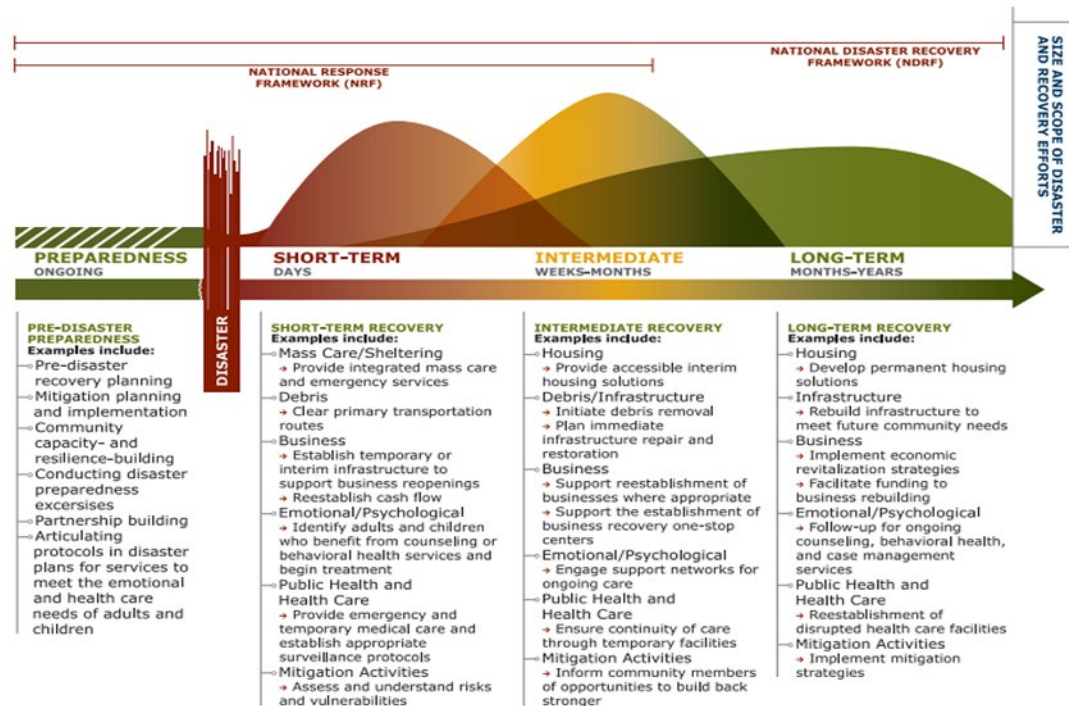 NATIONAL DISASTER RECOVERY
FRAMEWORK (NDRF)
NATIONAL RESPONSE
FRAMEWORK (NRF)
SIZE AND SCOPE OF DISASTER
AND RECOVERY EFFORTS
PREPAREDNESS
ONGOING
DISASTER
SHORT-TERM
DAYS
INTERMEDIATE
WEEKS-MONTHS
LONG-TERM
MONTHS-YEARS
PRE-DISASTER
PREPAREDNESS
Examples include:
Pre-disaster
recovery planning
Mitigation planning
and implementation
Community
capacity- and
resilience-building
Conducting disaster
preparedness
excersises
Partnership building
Articulating
protocols in disaster
plans for services to
meet the emotional
and health care
needs of adults and
children
SHORT-TERM RECOVERY
Examples include:
Mass Care/Sheltering
→ Provide integrated mass care
and emergency services
Debris
→ Clear primary transportation
routes
Business
→ Establish temporary or
interim infrastructure to
support business reopenings
→ Reestablish cash flow
Emotional/Psychological
→ Identify adults and children
who benefit from counseling or
behavioral health services and
begin treatment
Public Health and
Health Care
→ Provide emergency and
temporary medical care and
establish appropriate
surveillance protocols
Mitigation Activities
→ Assess and understand risks
and vulnerabilities
INTERMEDIATE RECOVERY
Examples include:
Housing
→ Provide accessible interim
housing solutions
Debris/Infrastructure
→ Initiate debris removal
→ Plan immediate
infrastructure repair and
restoration
Business
→ Support reestablishment of
businesses where appropriate
→ Support the establishment of
business recovery one-stop
centers
Emotional/Psychological
→ Engage support networks for
ongoing care
Public Health and
Health Care
→ Ensure continuity of care
through temporary facilities
Mitigation Activities
→ Inform community members
of opportunities to build back
stronger
LONG-TERM RECOVERY
Examples include:
Housing
→ Develop permanent housing
solutions
Infrastructure
→ Rebuild infrastructure to
meet future community needs
Business
→ Implement economic
revitalization strategies
→ Facilitate funding to
business rebuilding
Emotional/Psychological
→ Follow-up for ongoing
counseling, behavioral health,
and case management
services
Public Health and
Health Care
→ Reestablishment of
disrupted health care facilities
Mitigation Activities
→ Implement mitigation
strategies